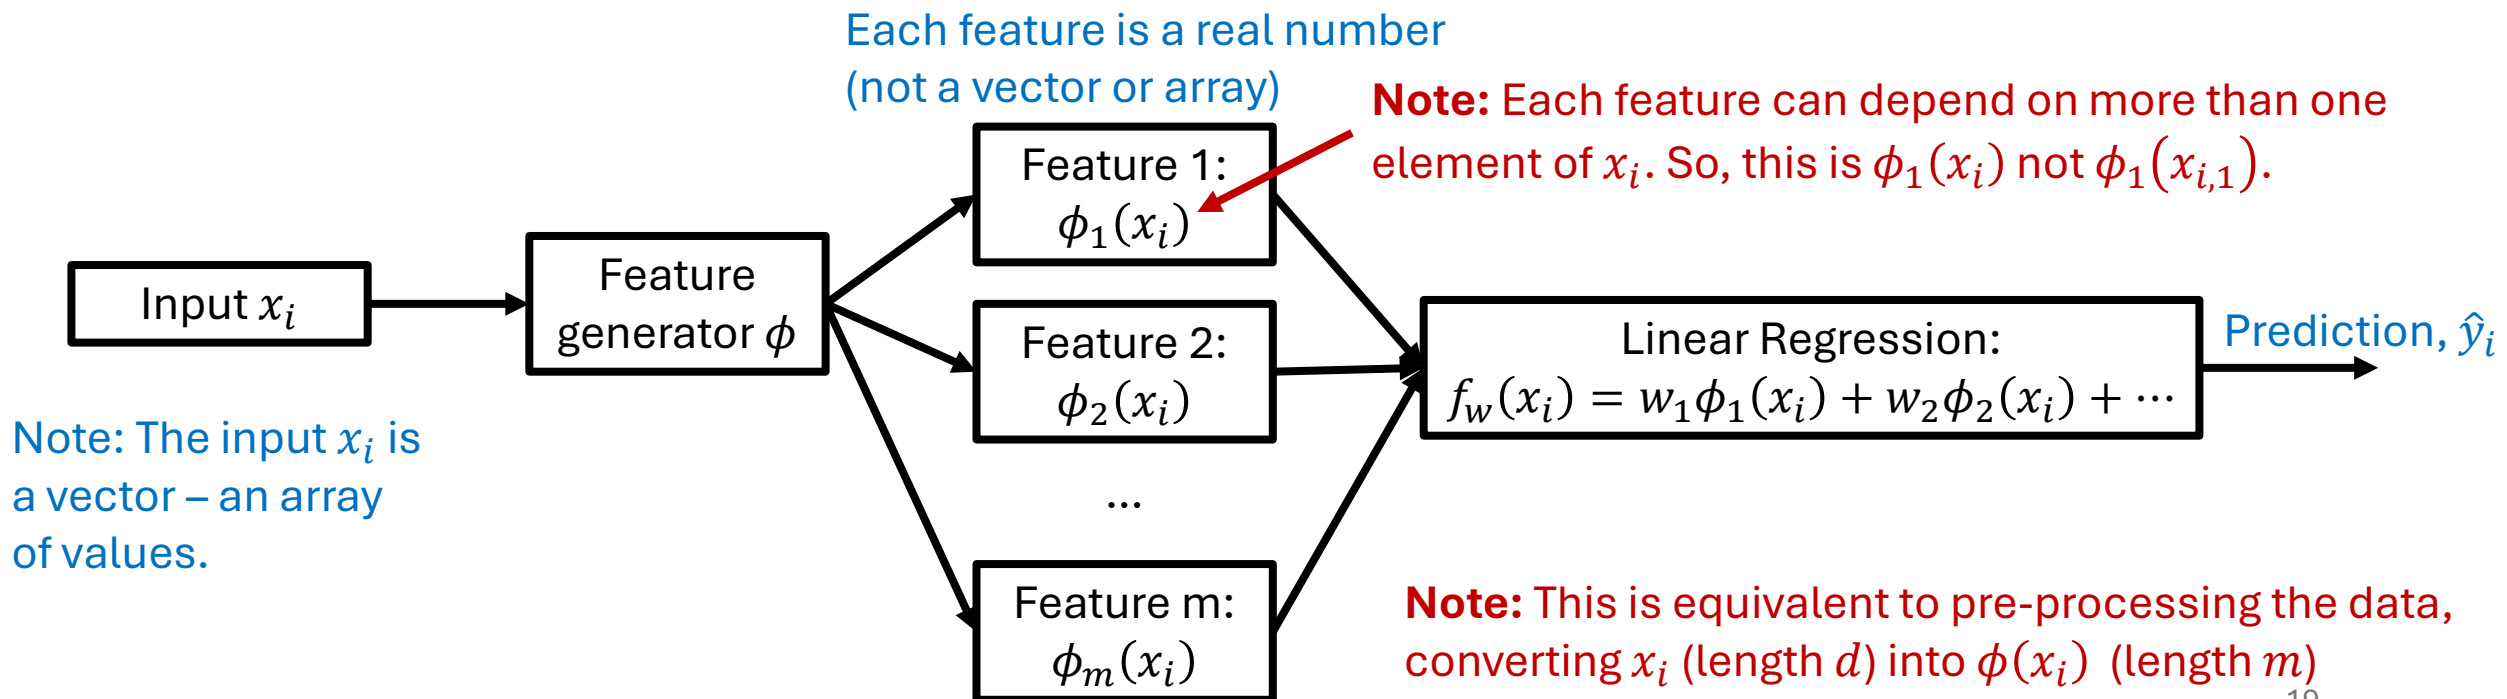 Each feature is a real number
(not a vector or array)
Note: Each feature can depend on more than one
element of xᵢ. So, this is ϕ₁(xᵢ) not ϕ₁(xᵢ,₁).
Feature 1:
ϕ₁(xᵢ)
Input xᵢ
Feature
generator ϕ
Feature 2:
ϕ₂(xᵢ)
Linear Regression:
f_w(xᵢ) = w₁ϕ₁(xᵢ) + w₂ϕ₂(xᵢ) + ⋯
Prediction, ŷᵢ
Note: The input xᵢ is
a vector – an array
of values.
...
Feature m:
ϕₘ(xᵢ)
Note: This is equivalent to pre-processing the data,
converting xᵢ (length d) into ϕ(xᵢ) (length m)